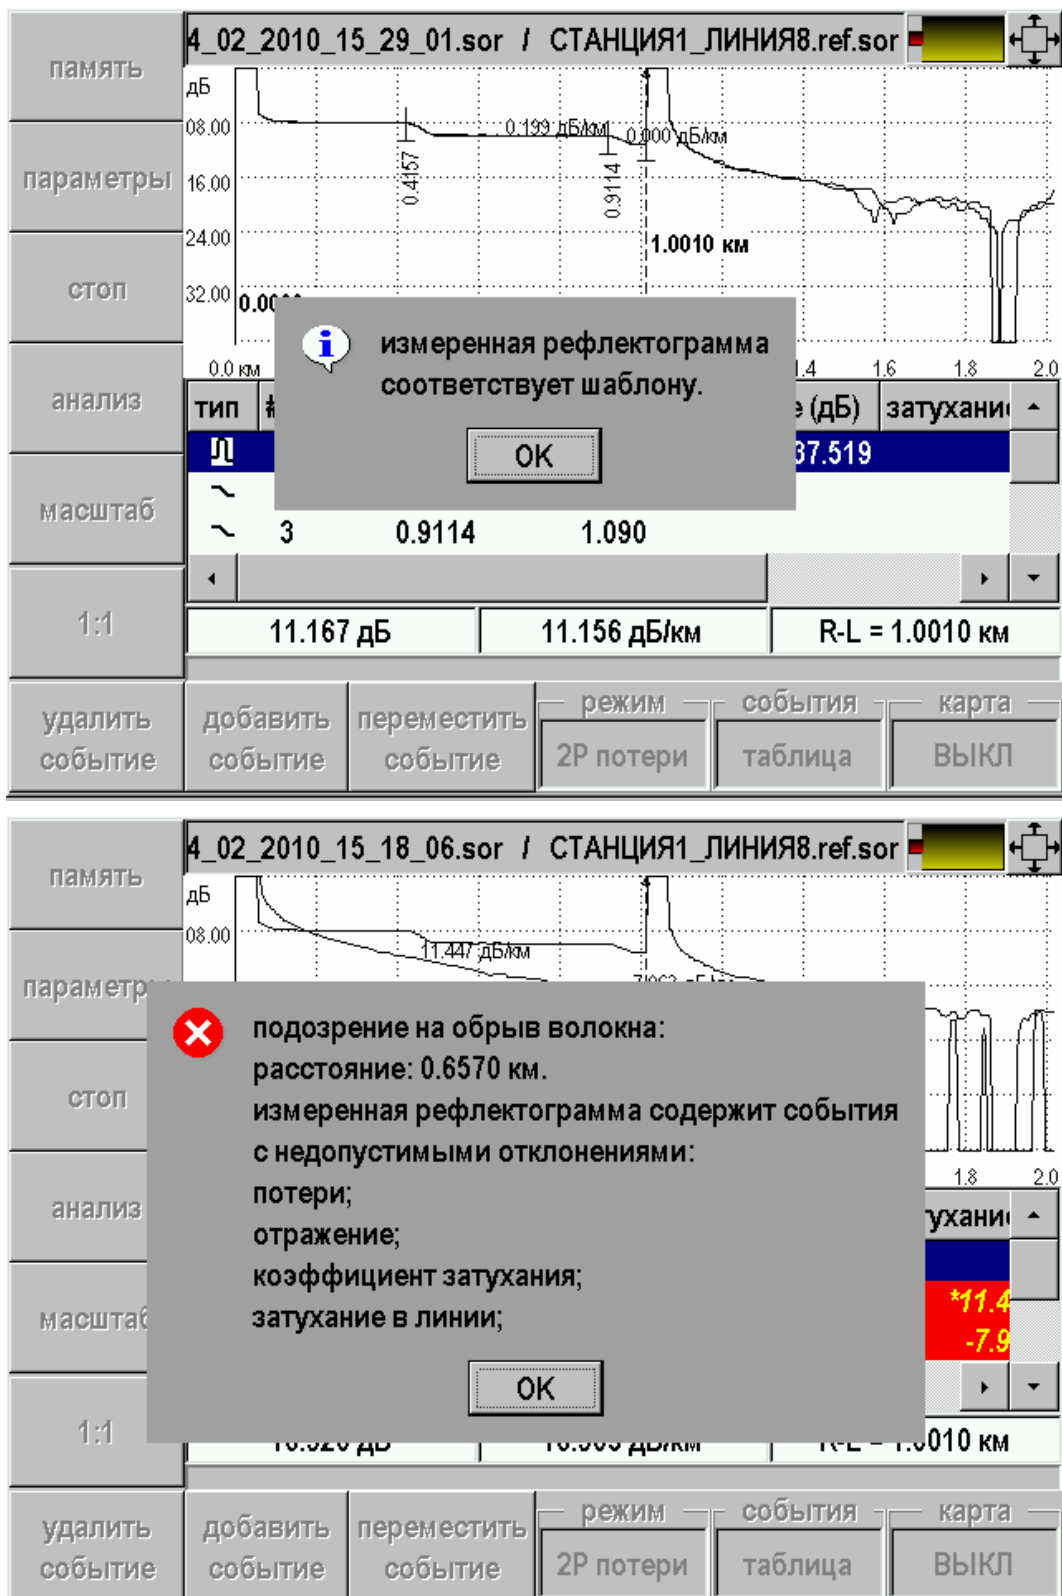 память
4_02_2010_15_29_01.sor / СТАНЦИЯ1_ЛИНИЯ8.ref.sor
дБ
08.00
0.199 дБ/км
0.000 дБ/км
параметры
16.00
0.4157
0.9114
24.00
1.0010 км
стоп
32.00
измеренная рефлектограмма
соответствует шаблону.
OK
0.0 км
1.4
1.6
1.8
2.0
анализ
тип
(дБ)
37.519
масштаб
3 0.9114 1.090
1:1
11.167 дБ
11.156 дБ/км
R-L = 1.0010 км
удалить событие
добавить событие
переместить событие
режим
2P потери
события
таблица
карта
ВЫКЛ
память
4_02_2010_15_18_06.sor / СТАНЦИЯ1_ЛИНИЯ8.ref.sor
дБ
08.00
11.447 дБ/км
подозрение на обрыв волокна:
расстояние: 0.6570 км.
измеренная рефлектограмма содержит события
с недопустимыми отклонениями:
потери;
отражение;
коэффициент затухания;
затухание в линии;
OK
стоп
1.8
2.0
анализ
*11.4
-7.9
1:1
удалить событие
добавить событие
переместить событие
режим
2P потери
события
таблица
карта
ВЫКЛ